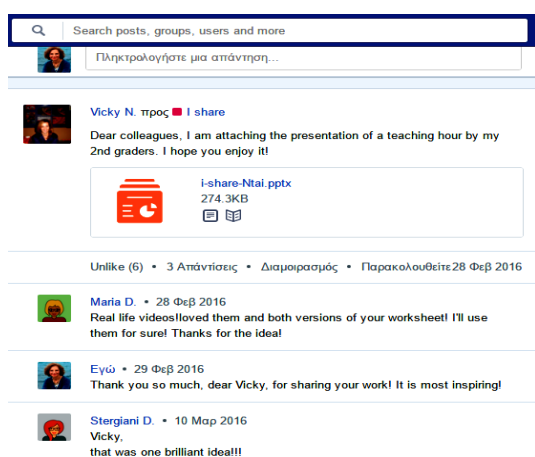 Search posts, groups, users and more
Πληκτρολογήστε μια απάντηση...
Vicky N. προς I share
Dear colleagues, I am attaching the presentation of a teaching hour by my
2nd graders. I hope you enjoy it!
i-share-Ntai.pptx
274.3KB
Unlike (6) • 3 Απάντίσεις • Διαμοιρασμός • Παρακολουθείτε28 Φεβ 2016
Maria D. • 28 Φεβ 2016
Real life videos!loved them and both versions of your worksheet! I'll use
them for sure! Thanks for the idea!
Εγώ • 29 Φεβ 2016
Thank you so much, dear Vicky, for sharing your work! It is most inspiring!
Stergiani D. • 10 Μαρ 2016
Vicky,
that was one brilliant idea!!!